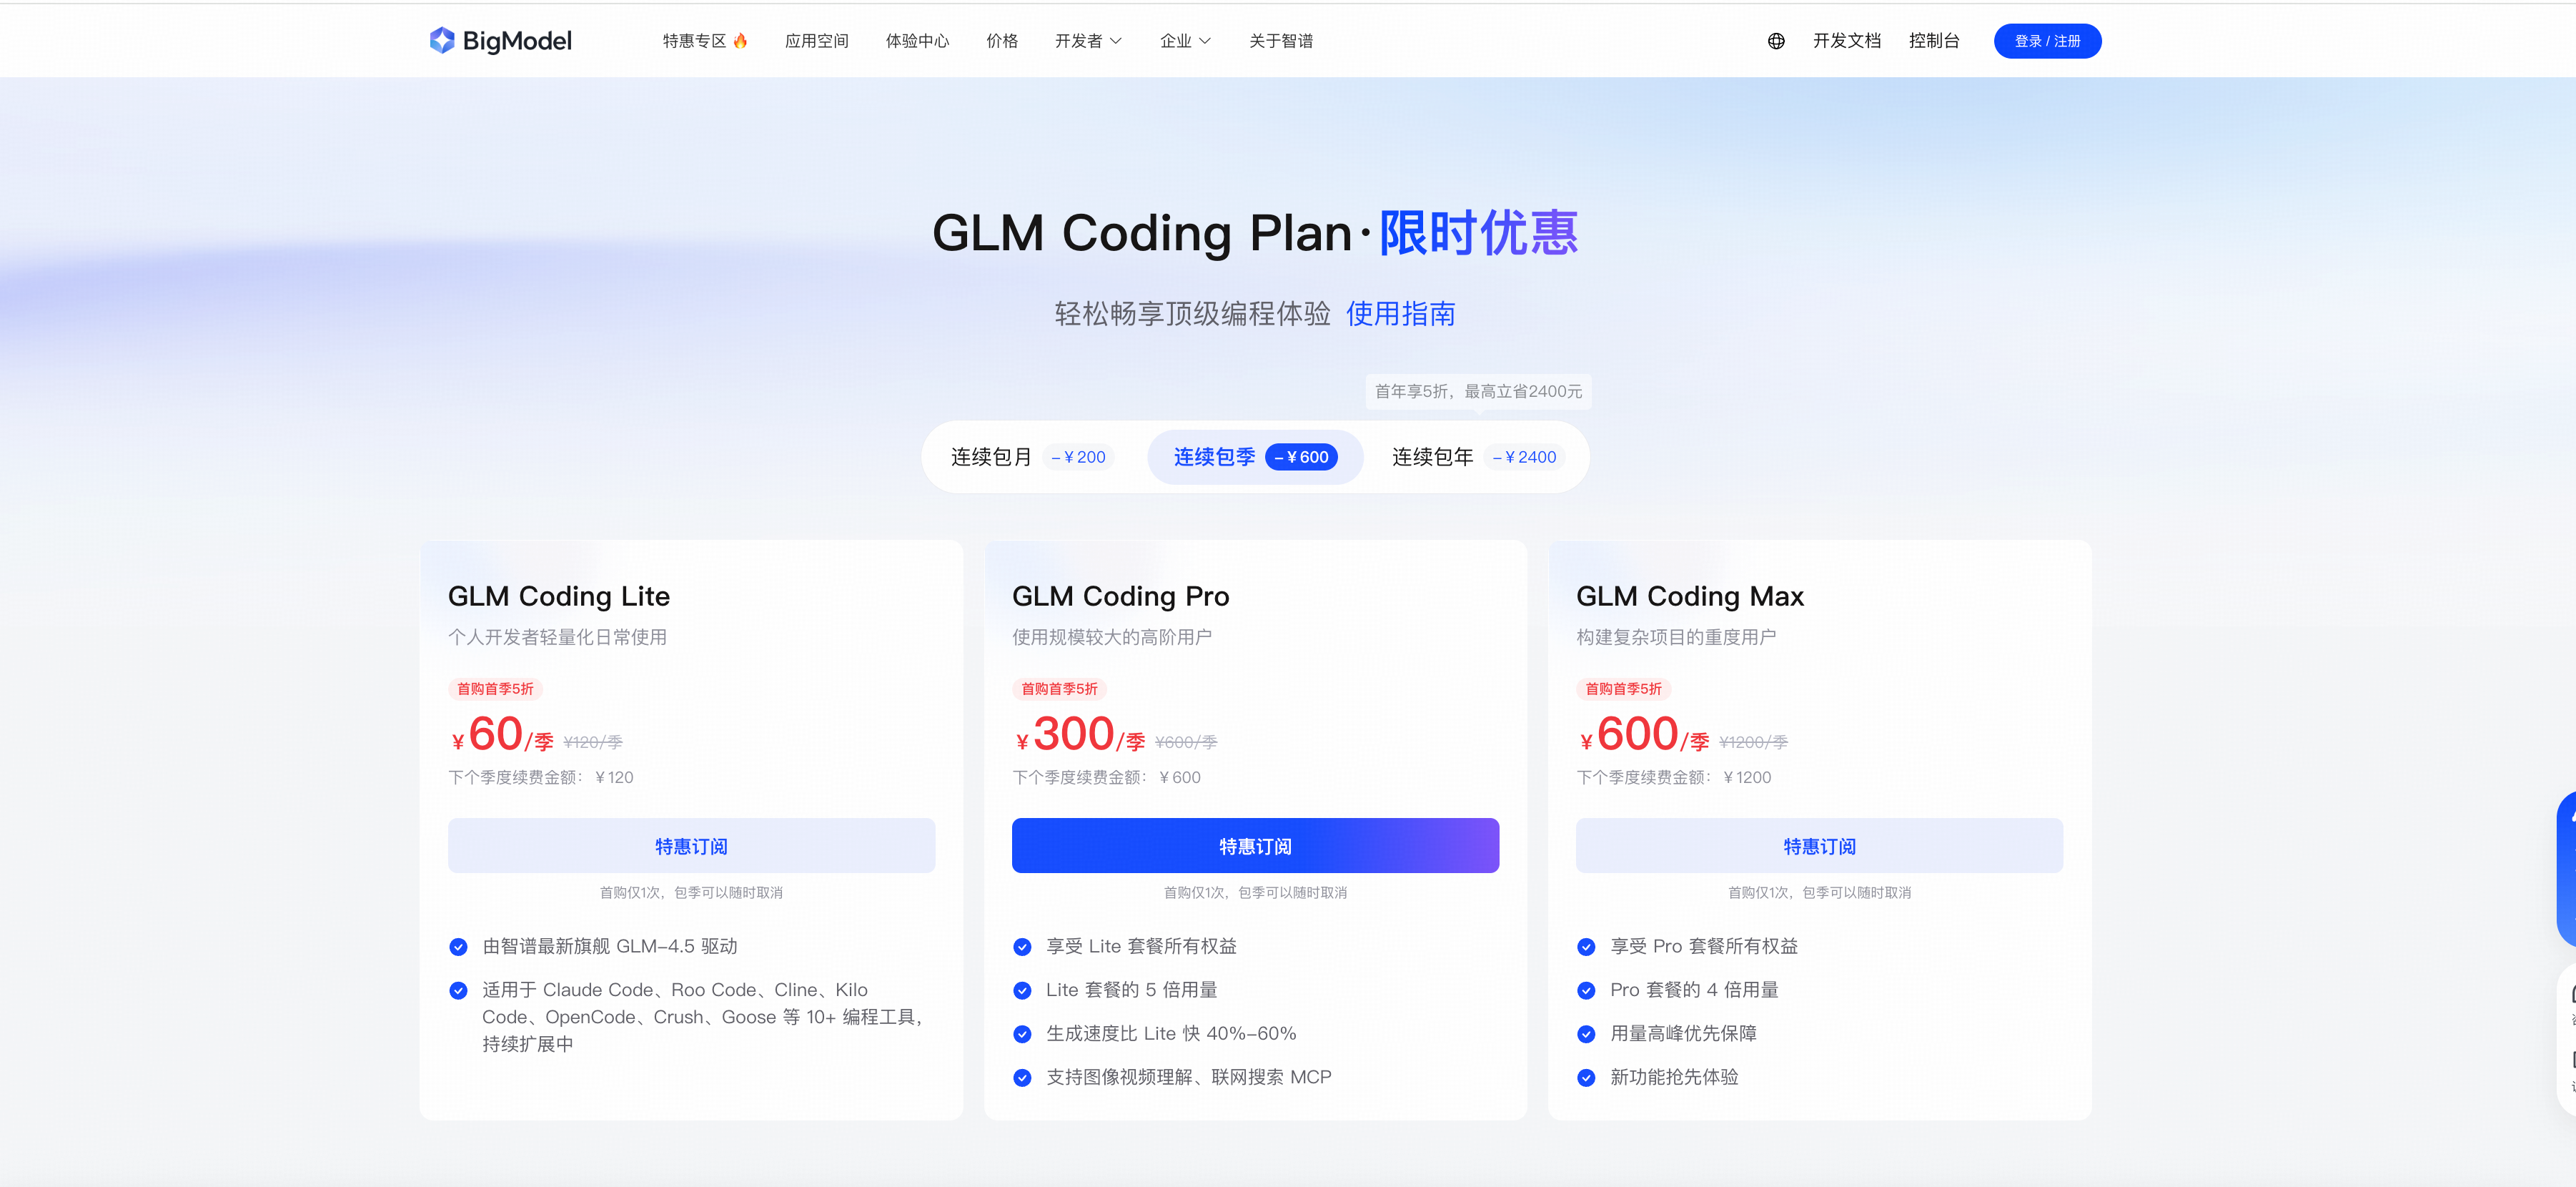 BigModel
特惠专区
应用空间
体验中心
价格
开发者
企业
关于智谱
开发文档
控制台
登录 / 注册
GLM Coding Plan·限时优惠
轻松畅享顶级编程体验 使用指南
首年享5折，最高立省2400元
连续包月 -￥200
连续包季 -￥600
连续包年 -￥2400
GLM Coding Lite
个人开发者轻量化日常使用
首购首季5折
￥60/季 ¥120/季
下个季度续费金额：￥120
特惠订阅
首购仅1次，包季可以随时取消
由智谱最新旗舰 GLM-4.5 驱动
适用于 Claude Code、Roo Code、Cline、Kilo
Code、OpenCode、Crush、Goose 等 10+ 编程工具，
持续扩展中
GLM Coding Pro
使用规模较大的高阶用户
首购首季5折
￥300/季 ¥600/季
下个季度续费金额：￥600
特惠订阅
首购仅1次，包季可以随时取消
享受 Lite 套餐所有权益
Lite 套餐的 5 倍用量
生成速度比 Lite 快 40%-60%
支持图像视频理解、联网搜索 MCP
GLM Coding Max
构建复杂项目的重度用户
首购首季5折
￥600/季 ¥1200/季
下个季度续费金额：￥1200
特惠订阅
首购仅1次，包季可以随时取消
享受 Pro 套餐所有权益
Pro 套餐的 4 倍用量
用量高峰优先保障
新功能抢先体验